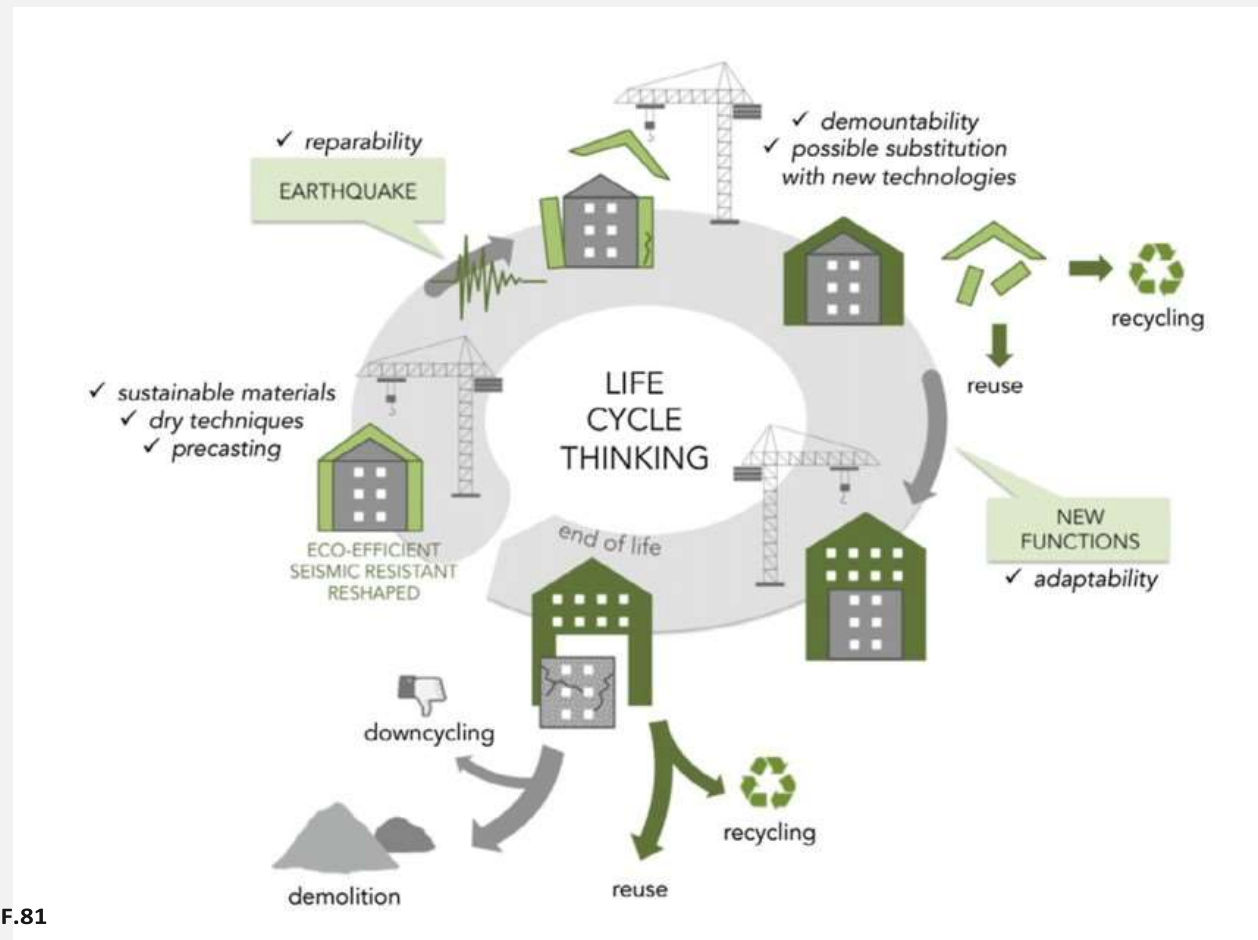 ✓ demountability
✓ possible substitution
with new technologies
✓ reparability
EARTHQUAKE
recycling
reuse
✓ sustainable materials
✓ dry techniques
✓ precasting
LIFE
CYCLE
THINKING
NEW
FUNCTIONS
✓ adaptability
end of life
ECO-EFFICIENT
SEISMIC RESISTANT
RESHAPED
downcycling
recycling
demolition
reuse
F.81